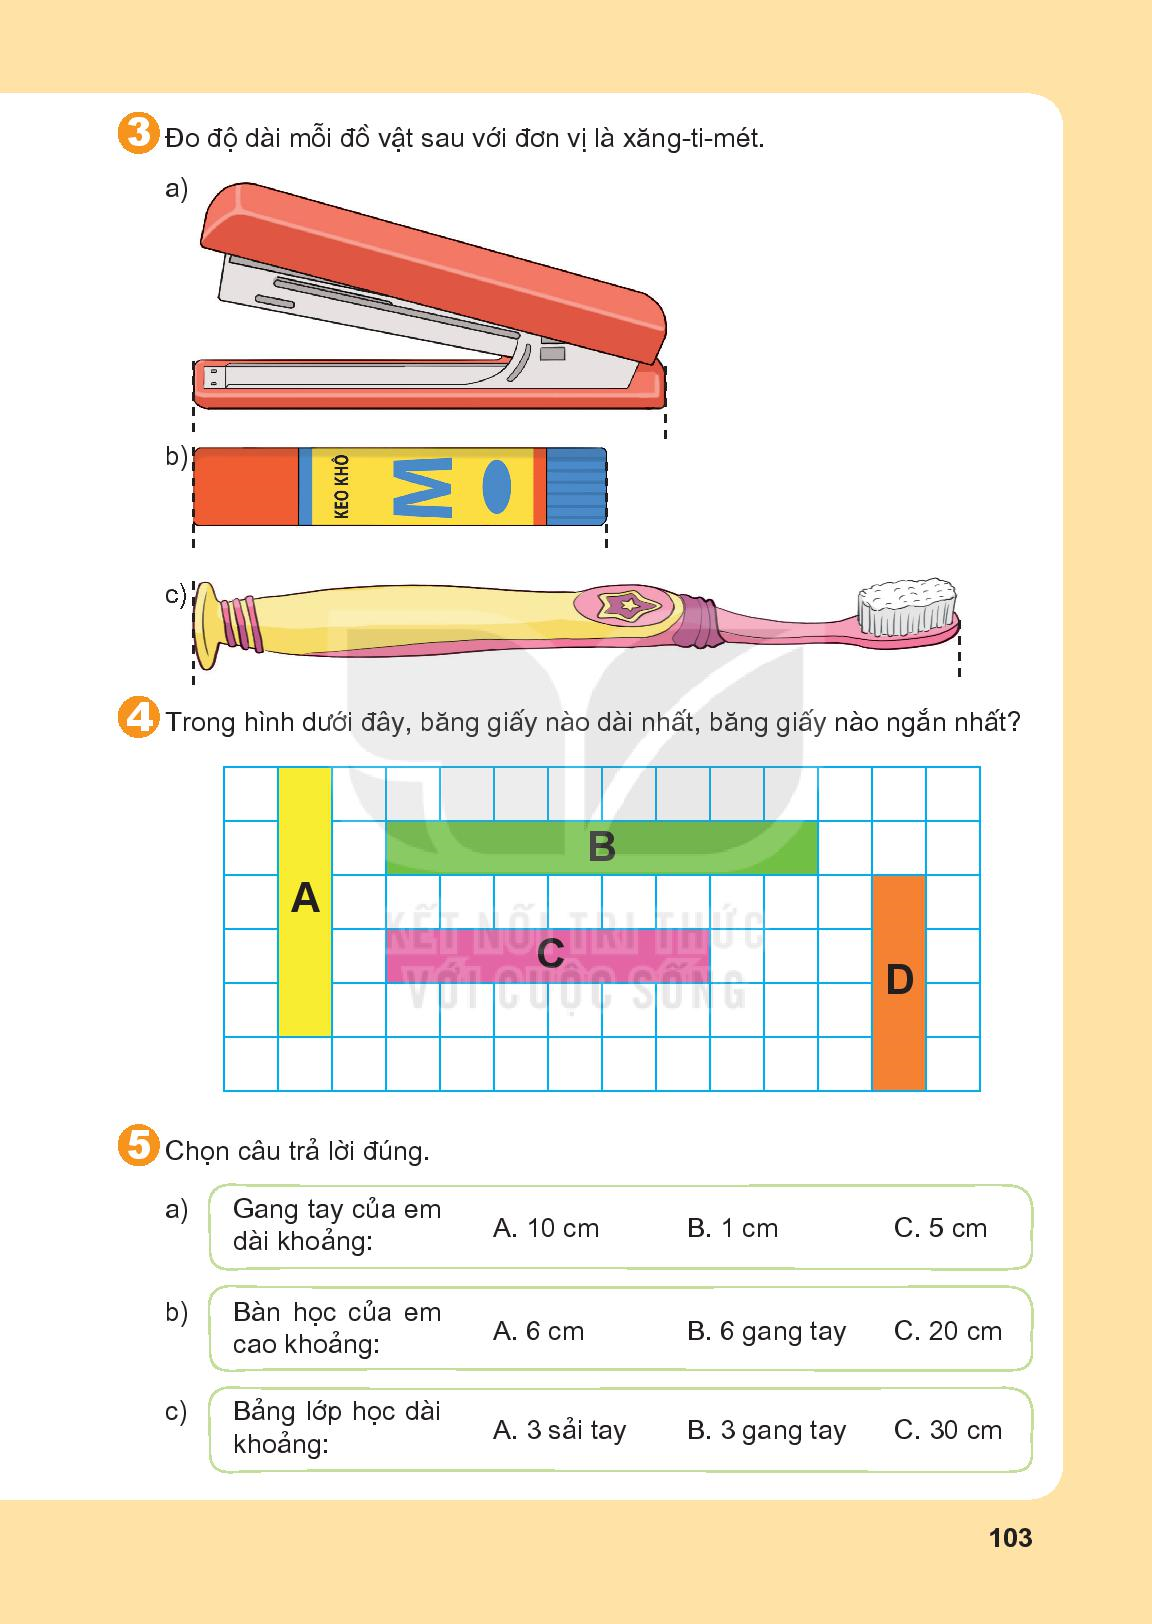 3 Đo độ dài mỗi đồ vật sau với đơn vị là xăng-ti-mét.
a)
b)
KEO KHÔ
M
c)
4 Trong hình dưới đây, băng giấy nào dài nhất, băng giấy nào ngắn nhất?
B
A
KẾT NỐI TRI THỨC
C
VỚI CUỘC SỐNG
D
5 Chọn câu trả lời đúng.
a) Gang tay của em
dài khoảng:
A. 10 cm B. 1 cm C. 5 cm
b) Bàn học của em
cao khoảng:
A. 6 cm B. 6 gang tay C. 20 cm
c) Bảng lớp học dài
khoảng:
A. 3 sải tay B. 3 gang tay C. 30 cm
103